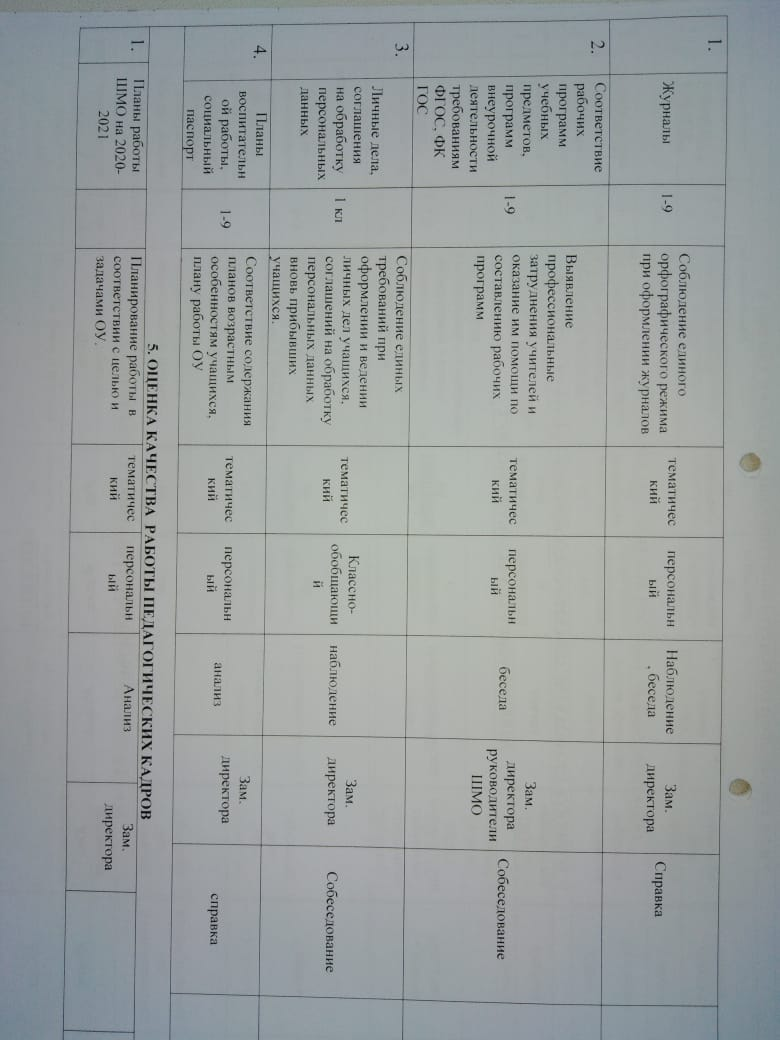 1.
Журналы
1-9
Соблюдение единого
орфографического режима
при оформлении журналов
тематичес
кий
персональн
ый
Наблюдение
, беседа
Зам.
директора
Справка
2.
Соответствие
рабочих
программ
учебных
предметов,
программ
внеурочной
деятельности
требованиям
ФГОС, ФК
ГОС
1-9
Выявление
профессиональные
затруднения учителей и
оказание им помощи по
составлению рабочих
программ
тематичес
кий
персональн
ый
беседа
Зам.
директора
руководители
ШМО
Собеседование
3.
Личные дела,
соглашения
на обработку
персональных
данных
1 кл
Соблюдение единых
требований при
оформлении и ведении
личных дел учащихся,
соглашений на обработку
персональных данных
вновь прибывших
учащихся.
тематичес
кий
Классно-
обобщающи
й
наблюдение
Зам.
директора
Собеседование
4.
Планы
воспитательн
ой работы,
социальный
паспорт
1-9
Соответствие содержания
планов возрастным
особенностям учащихся,
плану работы ОУ
тематичес
кий
персональн
ый
анализ
Зам.
директора
справка
5. ОЦЕНКА КАЧЕСТВА РАБОТЫ ПЕДАГОГИЧЕСКИХ КАДРОВ
1.
Планы работы
ШМО на 2020-
2021
Планирование работы в
соответствии с целью и
задачами ОУ.
тематичес
кий
персональн
ый
Анализ
Зам.
директора